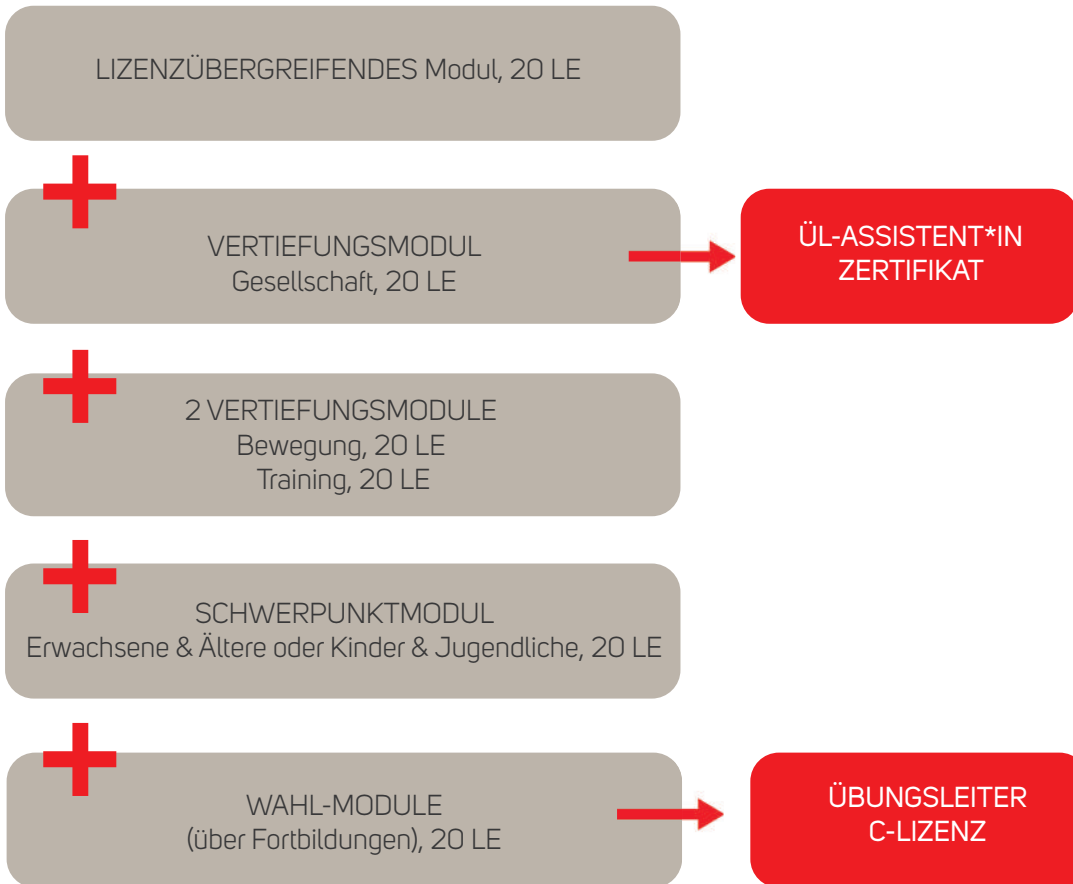 LIZENZÜBERGREIFENDES Modul, 20 LE
VERTIEFUNGSMODUL
Gesellschaft, 20 LE
ÜL-ASSISTENT*IN
ZERTIFIKAT
2 VERTIEFUNGSMODULE
Bewegung, 20 LE
Training, 20 LE
SCHWERPUNKTMODUL
Erwachsene & Ältere oder Kinder & Jugendliche, 20 LE
WAHL-MODULE
(über Fortbildungen), 20 LE
ÜBUNGSLEITER
C-LIZENZ